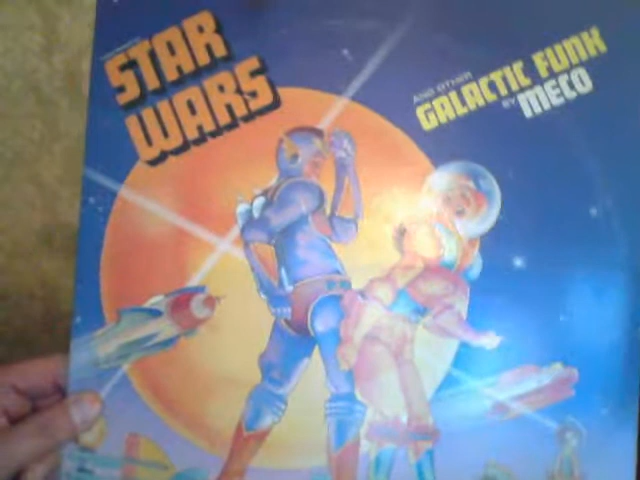 STAR
WARS
AND OTHER
GALACTIC FUNK
BY MECO